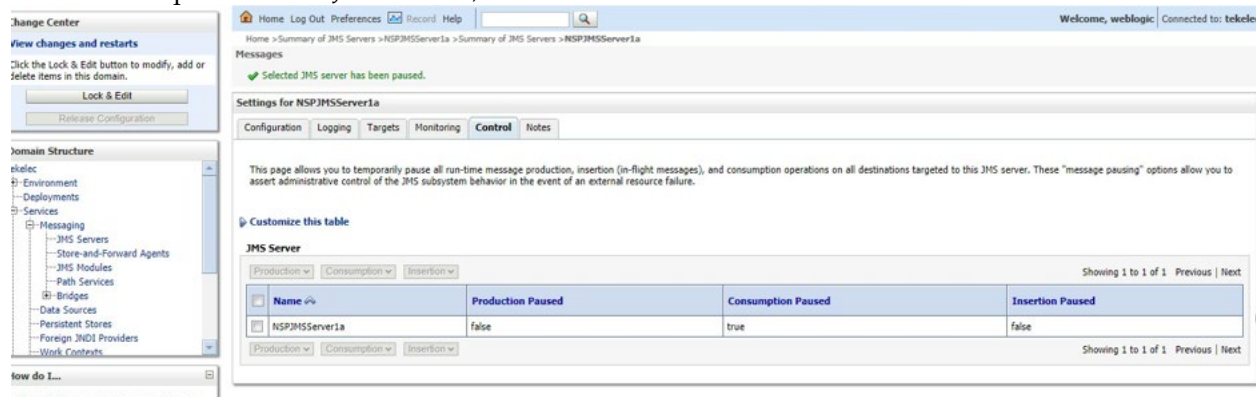 Change Center
View changes and restarts
Click the Lock & Edit button to modify, add or
delete items in this domain.
Lock & Edit
Release Configuration
Domain Structure
tekelec
Environment
Deployments
Services
Messaging
JMS Servers
Store-and-Forward Agents
JMS Modules
Path Services
Bridges
Data Sources
Persistent Stores
Foreign JNDI Providers
Work Contexts
How do I...
Home Log Out Preferences Record Help
Welcome, weblogic Connected to: tekelec
Home >Summary of JMS Servers >NSPJMSServer1a >Summary of JMS Servers >NSPJMSServer1a
Messages
Selected JMS server has been paused.
Settings for NSPJMSServer1a
Configuration Logging Targets Monitoring Control Notes
This page allows you to temporarily pause all run-time message production, insertion (in-flight messages), and consumption operations on all destinations targeted to this JMS server. These "message pausing" options allow you to
assert administrative control of the JMS subsystem behavior in the event of an external resource failure.
Customize this table
JMS Server
Production Consumption Insertion
Showing 1 to 1 of 1 Previous | Next
Name Production Paused Consumption Paused Insertion Paused
NSPJMSServer1a false true false
Production Consumption Insertion
Showing 1 to 1 of 1 Previous | Next